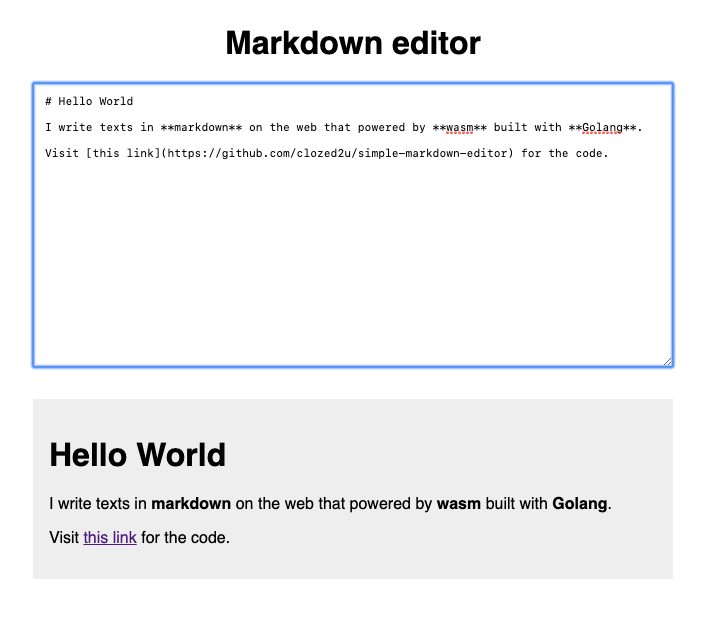 Markdown editor
# Hello World
I write texts in **markdown** on the web that powered by **wasm** built with **Golang**.
Visit [this link](https://github.com/clozed2u/simple-markdown-editor) for the code.
Hello World
I write texts in markdown on the web that powered by wasm built with Golang.
Visit this link for the code.